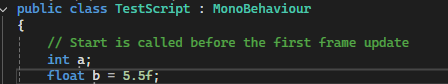 public class TestScript : MonoBehaviour
{
// Start is called before the first frame update
int a;
float b = 5.5f;